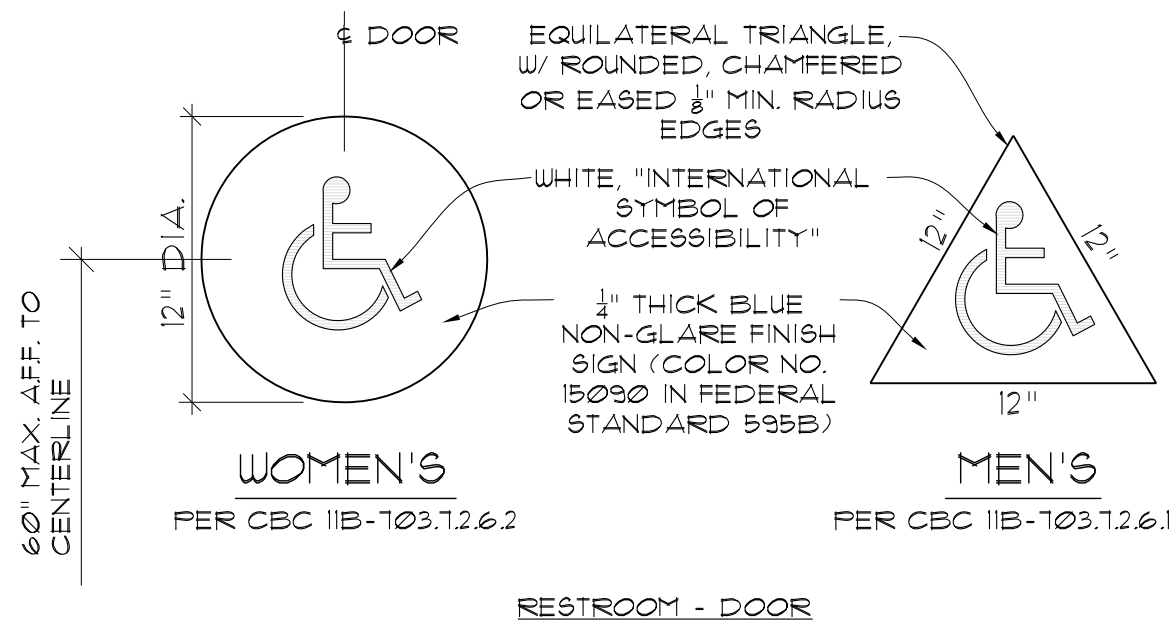 ℄ DOOR
EQUILATERAL TRIANGLE,
W/ ROUNDED, CHAMFERED
OR EASED 1/8" MIN. RADIUS
EDGES
WHITE, "INTERNATIONAL
SYMBOL OF
ACCESSIBILITY"
12" DIA.
12"
12"
60" MAX. A.F.F. TO
CENTERLINE
1/4" THICK BLUE
NON-GLARE FINISH
SIGN (COLOR NO.
15090 IN FEDERAL
STANDARD 595B)
12"
WOMEN'S
PER CBC 11B-703.7.2.6.2
MEN'S
PER CBC 11B-703.7.2.6.1
RESTROOM - DOOR